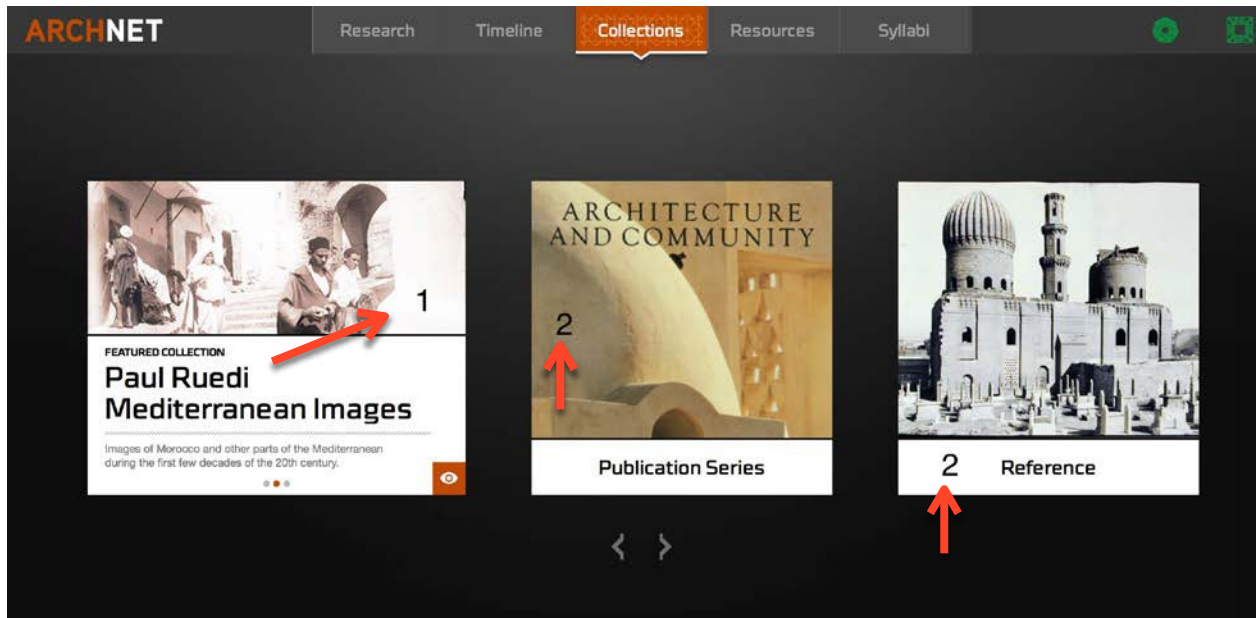 ARCHNET
Research
Timeline
Collections
Resources
Syllabi
1
FEATURED COLLECTION
Paul Ruedi
Mediterranean Images
Images of Morocco and other parts of the Mediterranean
during the first few decades of the 20th century.
ARCHITECTURE
AND COMMUNITY
2
Publication Series
2 Reference